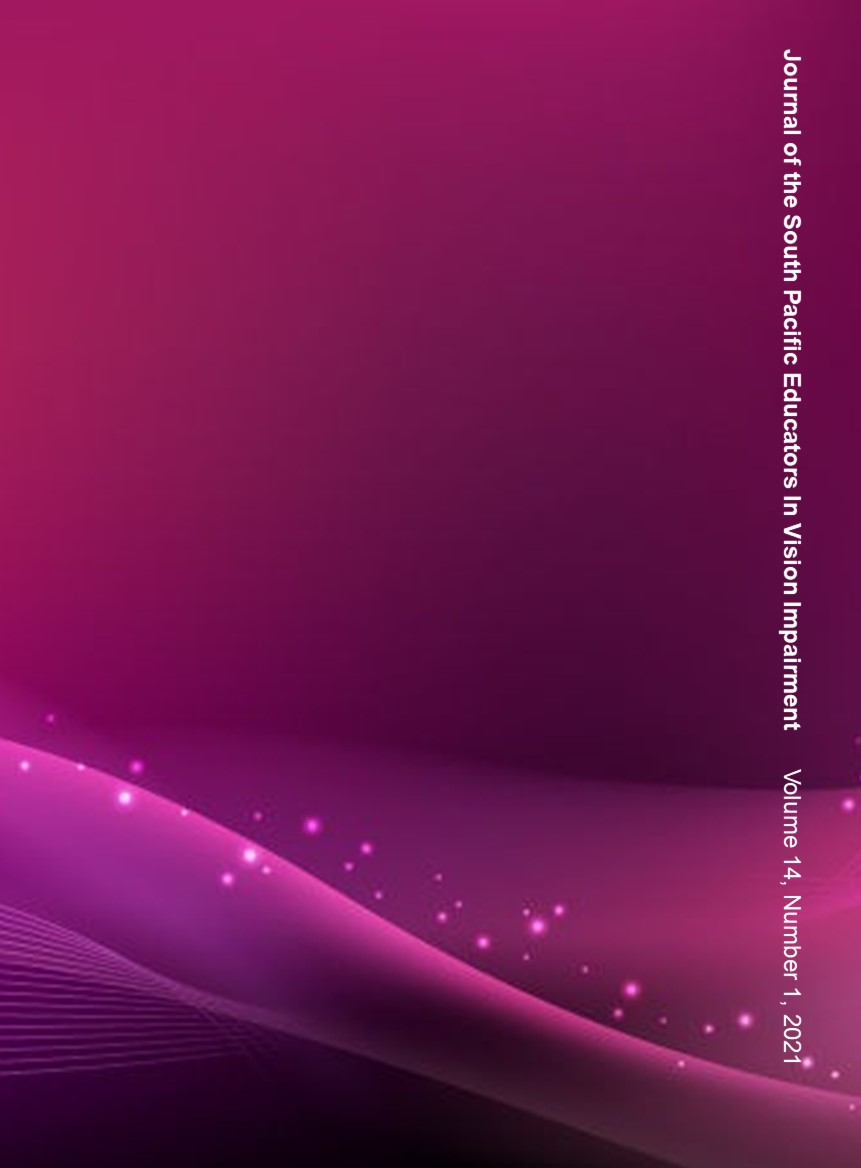 Journal of the South Pacific Educators In Vision Impairment Volume 14, Number 1, 2021